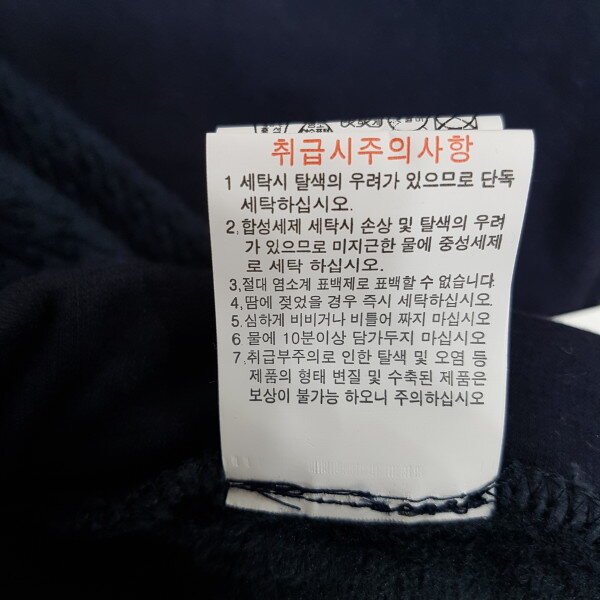 취급시주의사항
1 세탁시 탈색의 우려가 있으므로 단독
세탁하십시오.
2.합성세제 세탁시 손상 및 탈색의 우려
가 있으므로 미지근한 물에 중성세제
로 세탁 하십시오.
3,절대 염소계 표백제로 표백할 수 없습니다
4,땀에 젖었을 경우 즉시 세탁하십시오.
5.심하게 비비거나 비틀어 짜지 마십시오
6 물에 10분이상 담가두지 마십시오
7.취급부주의로 인한 탈색 및 오염 등
제품의 형태 변질 및 수축된 제품은
보상이 불가능 하오니 주의하십시오